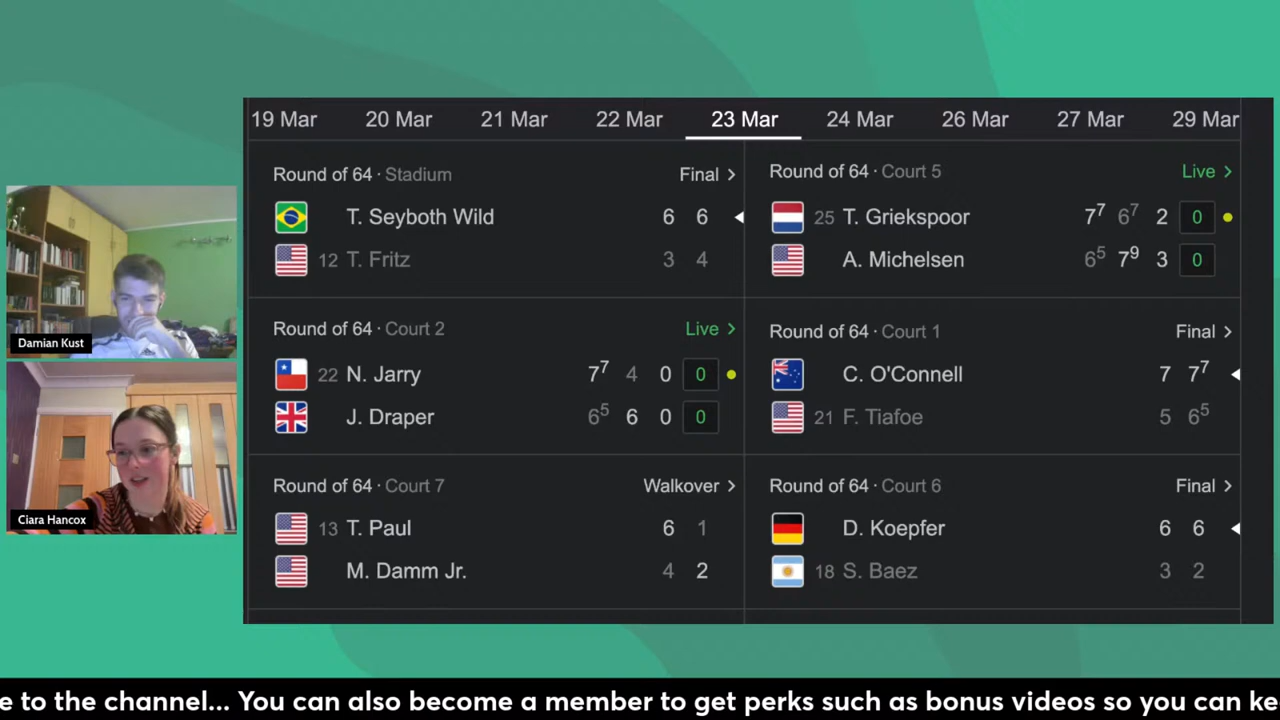 19 Mar 20 Mar 21 Mar 22 Mar 23 Mar 24 Mar 26 Mar 27 Mar 29 Mar
Round of 64 · Stadium Final >
T. Seyboth Wild 6 6
12 T. Fritz 3 4
Round of 64 · Court 5 Live >
25 T. Griekspoor 7⁷ 6⁷ 2 0
A. Michelsen 6⁵ 7⁹ 3 0
Round of 64 · Court 2 Live >
22 N. Jarry 7⁷ 4 0 0
J. Draper 6⁵ 6 0 0
Round of 64 · Court 1 Final >
C. O'Connell 7 7⁷
21 F. Tiafoe 5 6⁵
Round of 64 · Court 7 Walkover >
13 T. Paul 6 1
M. Damm Jr. 4 2
Round of 64 · Court 6 Final >
D. Koepfer 6 6
18 S. Baez 3 2
Damian Kust
Ciara Hancox
e to the channel... You can also become a member to get perks such as bonus videos so you can ke